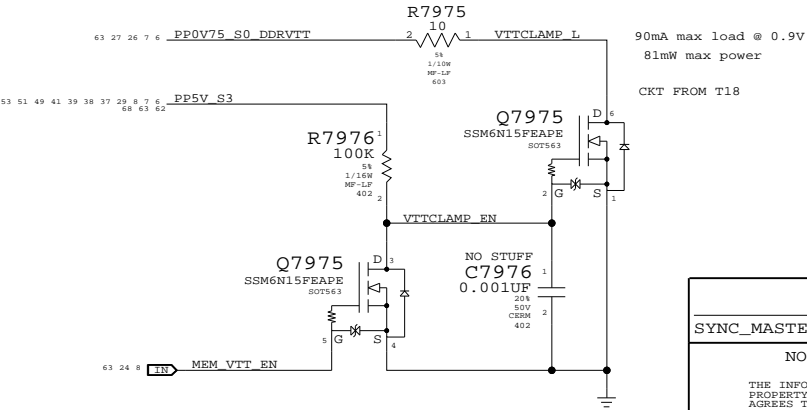 R7975
10
63 27 26 7 6 PP0V75_S0_DDRVTT 2 1 VTTCLAMP_L
5%
1/10W
MF-LF
603
90mA max load @ 0.9V
81mW max power
CKT FROM T18
53 51 49 41 39 38 37 29 8 7 6 PP5V_S3
68 63 62
Q7975
SSM6N15FEAPE
SOT563
D 6
2 G S 1
R7976 1
100K
5%
1/16W
MF-LF
402
2
VTTCLAMP_EN
Q7975
SSM6N15FEAPE
SOT563
D 3
5 G S 4
NO STUFF
C7976 1
0.001UF
20%
50V
CERM
402
2
63 24 8 IN MEM_VTT_EN
SYNC_MASTE
NO
THE INFO
PROPERTY
AGREES T